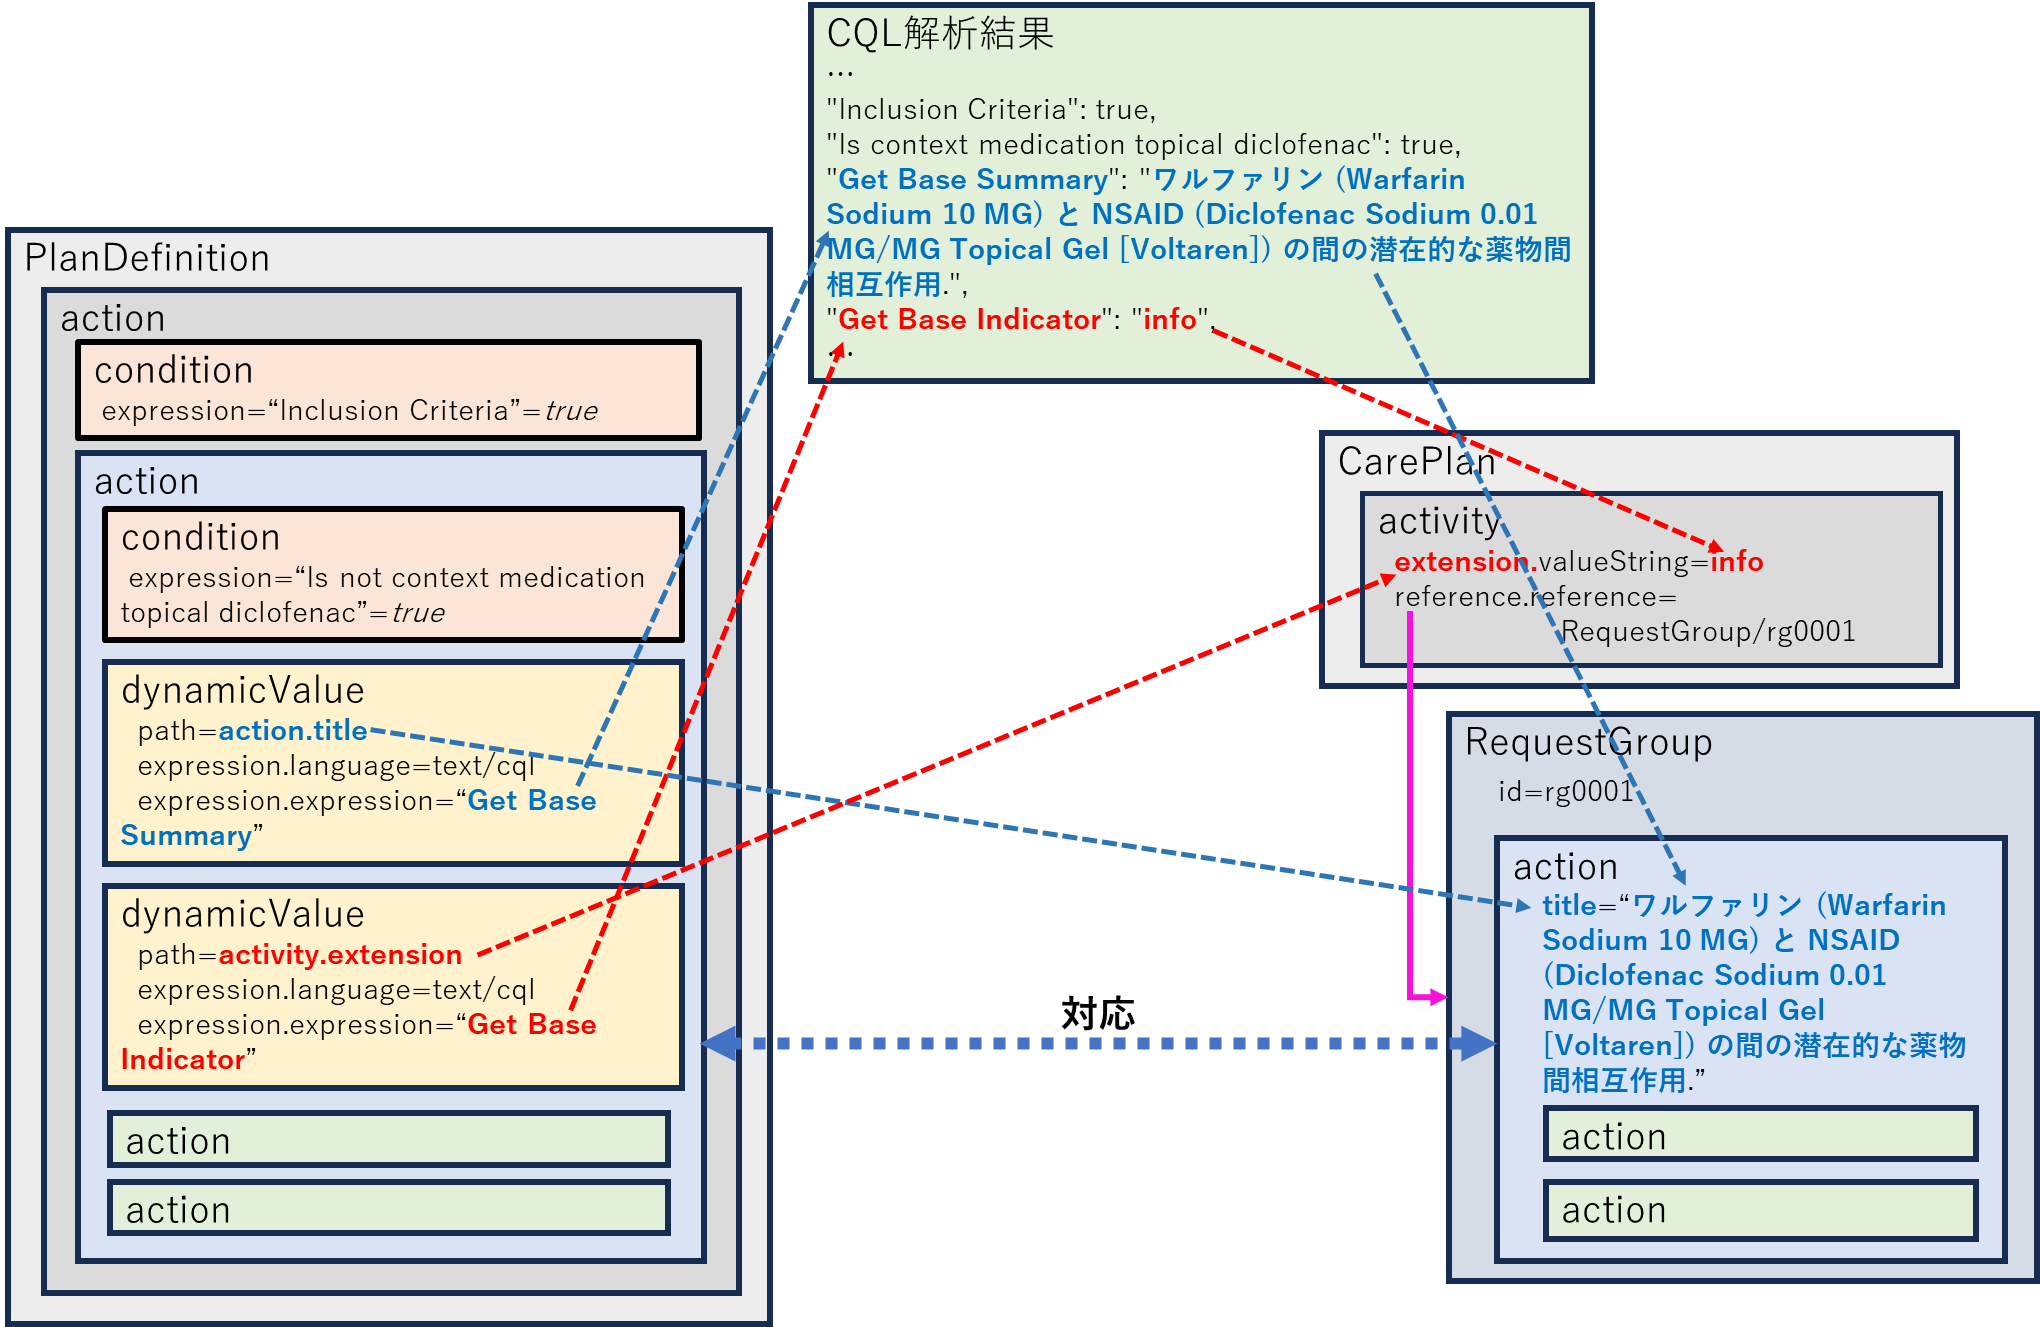 CQL解析結果
…
"Inclusion Criteria": true,
"Is context medication topical diclofenac": true,
"Get Base Summary": "ワルファリン (Warfarin
Sodium 10 MG) と NSAID (Diclofenac Sodium 0.01
MG/MG Topical Gel [Voltaren]) の間の潜在的な薬物間
相互作用.",
"Get Base Indicator": "info",
…
PlanDefinition
action
condition
expression=“Inclusion Criteria”=true
action
condition
expression=“Is not context medication
topical diclofenac”=true
dynamicValue
path=action.title
expression.language=text/cql
expression.expression=“Get Base
Summary”
dynamicValue
path=activity.extension
expression.language=text/cql
expression.expression=“Get Base
Indicator”
action
action
対応
CarePlan
activity
extension.valueString=info
reference.reference=
RequestGroup/rg0001
RequestGroup
id=rg0001
action
title=“ワルファリン (Warfarin
Sodium 10 MG) と NSAID
(Diclofenac Sodium 0.01
MG/MG Topical Gel
[Voltaren]) の間の潜在的な薬物
間相互作用.”
action
action